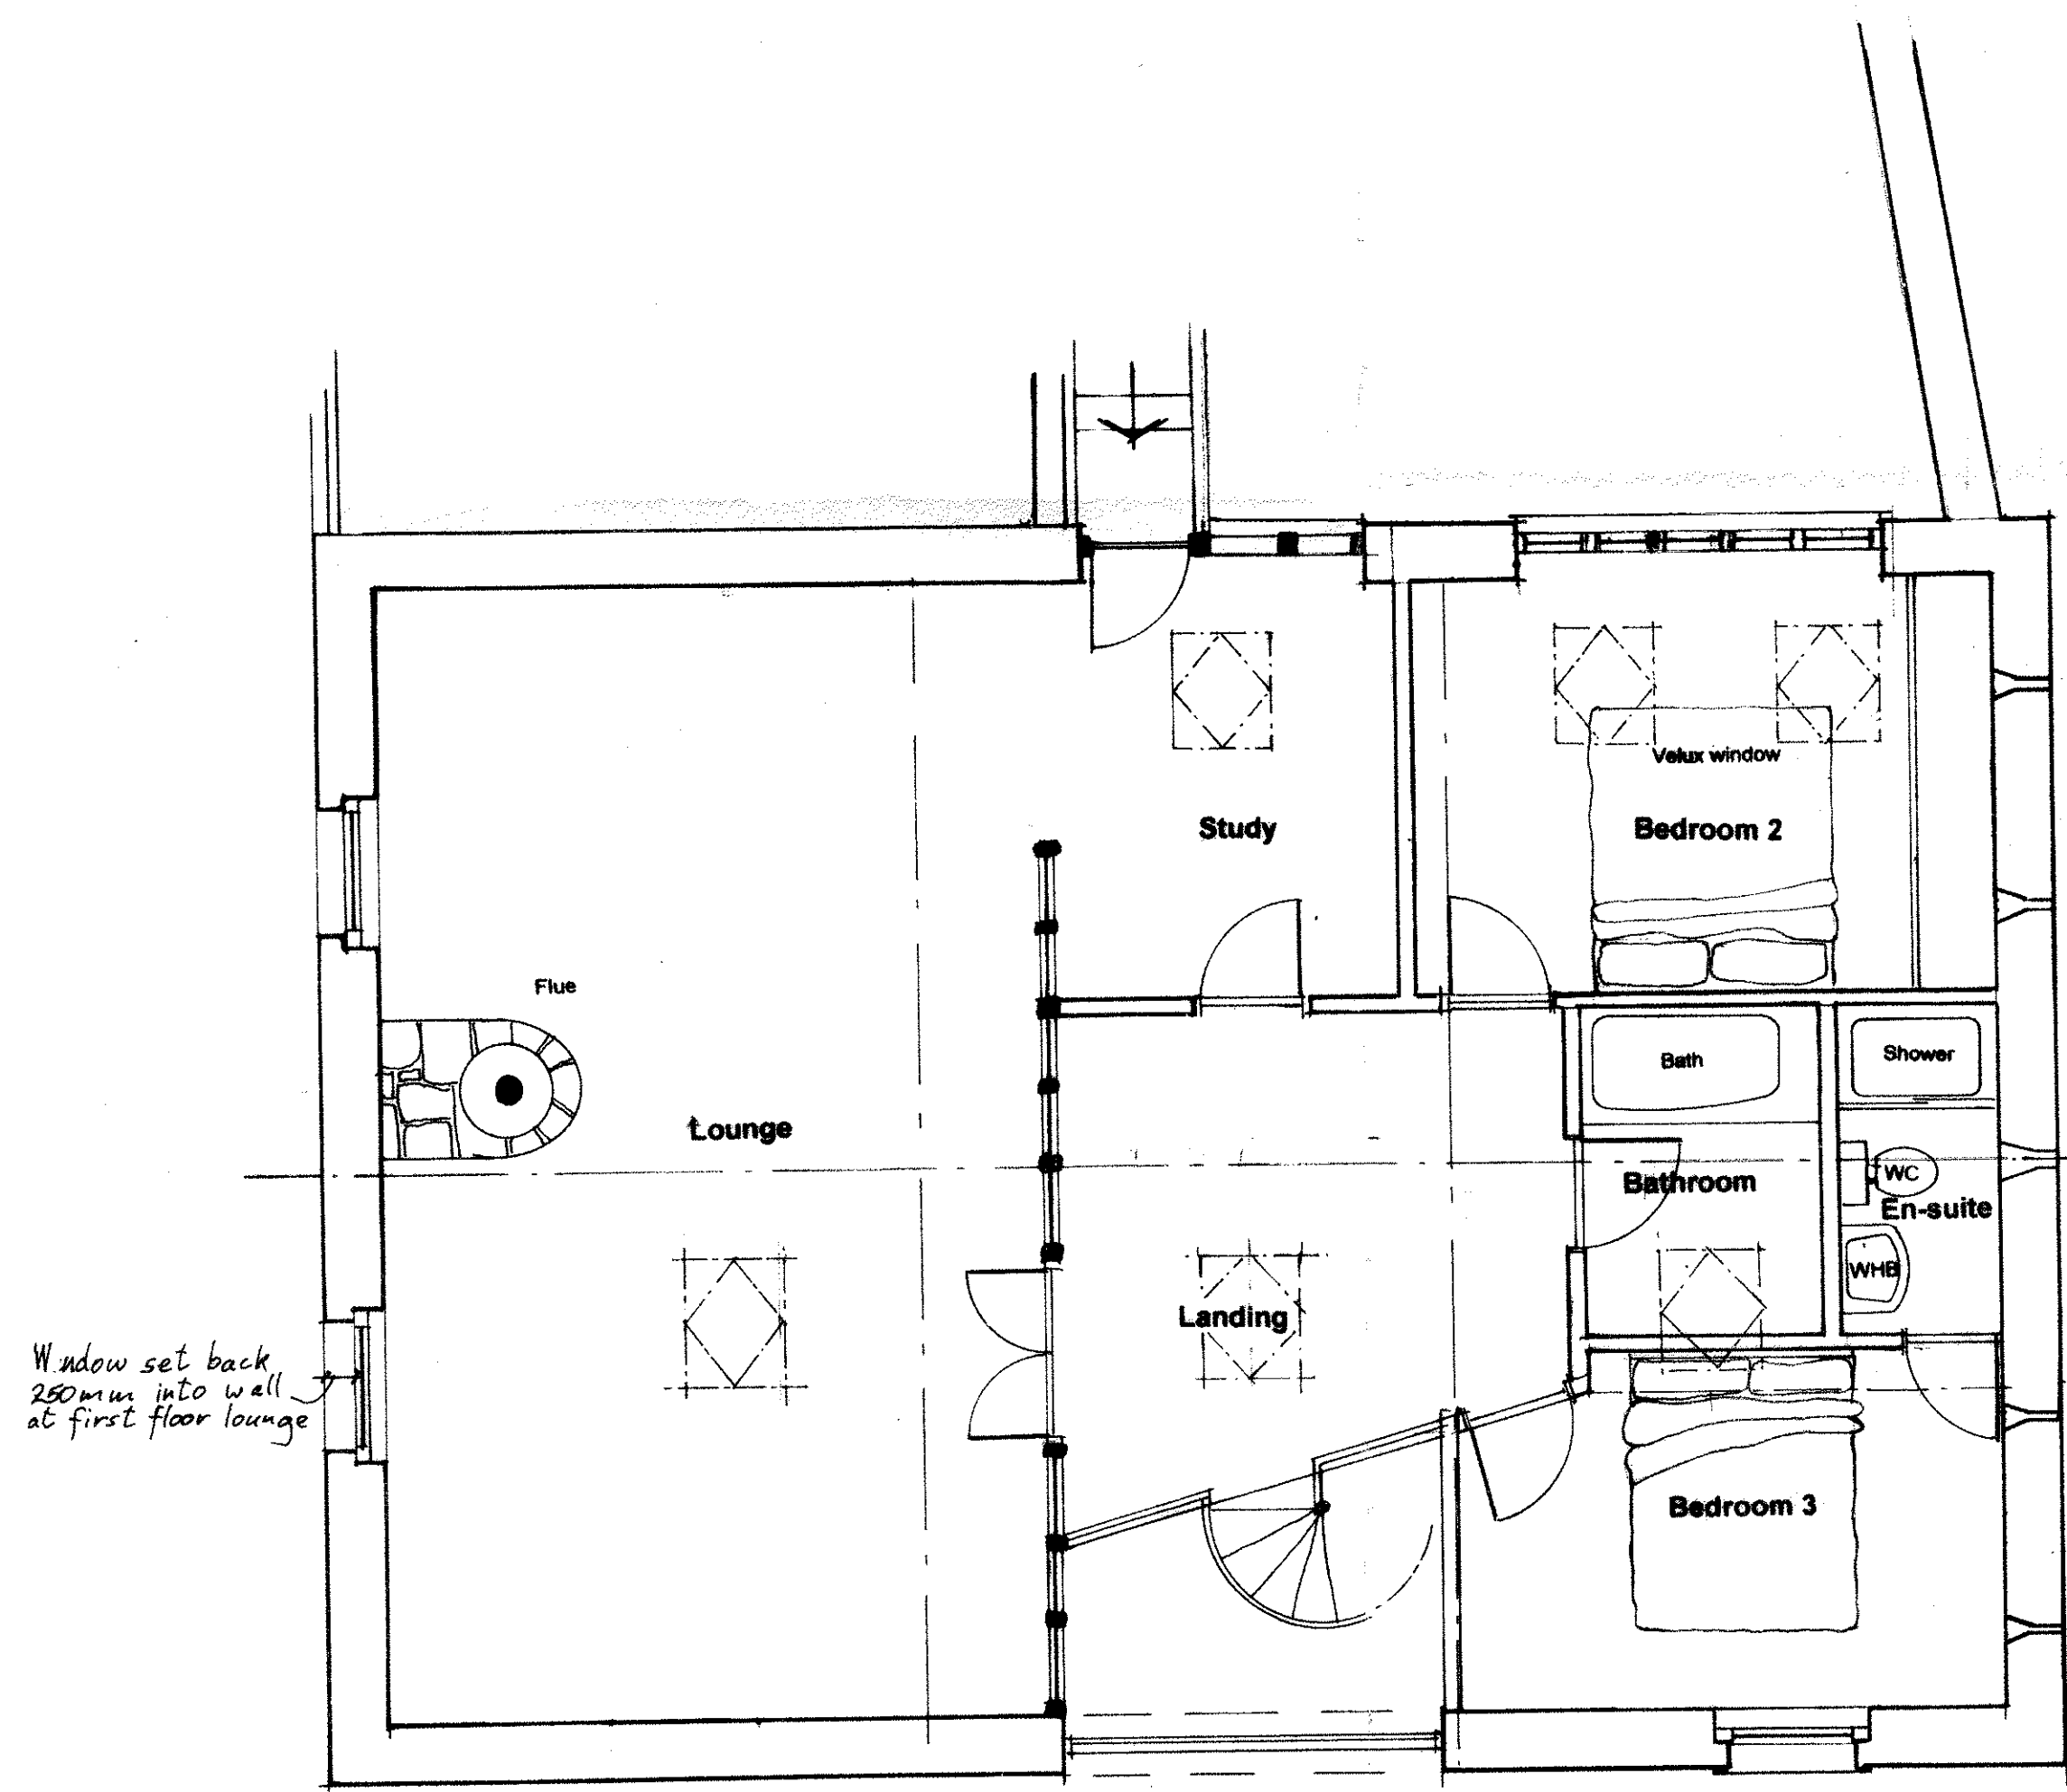 Velux window
Study
Bedroom 2
Flue
Bath
Shower
Lounge
WC
Bathroom
En-suite
WHB
Landing
Window set back
250mm into wall
at first floor lounge
Bedroom 3